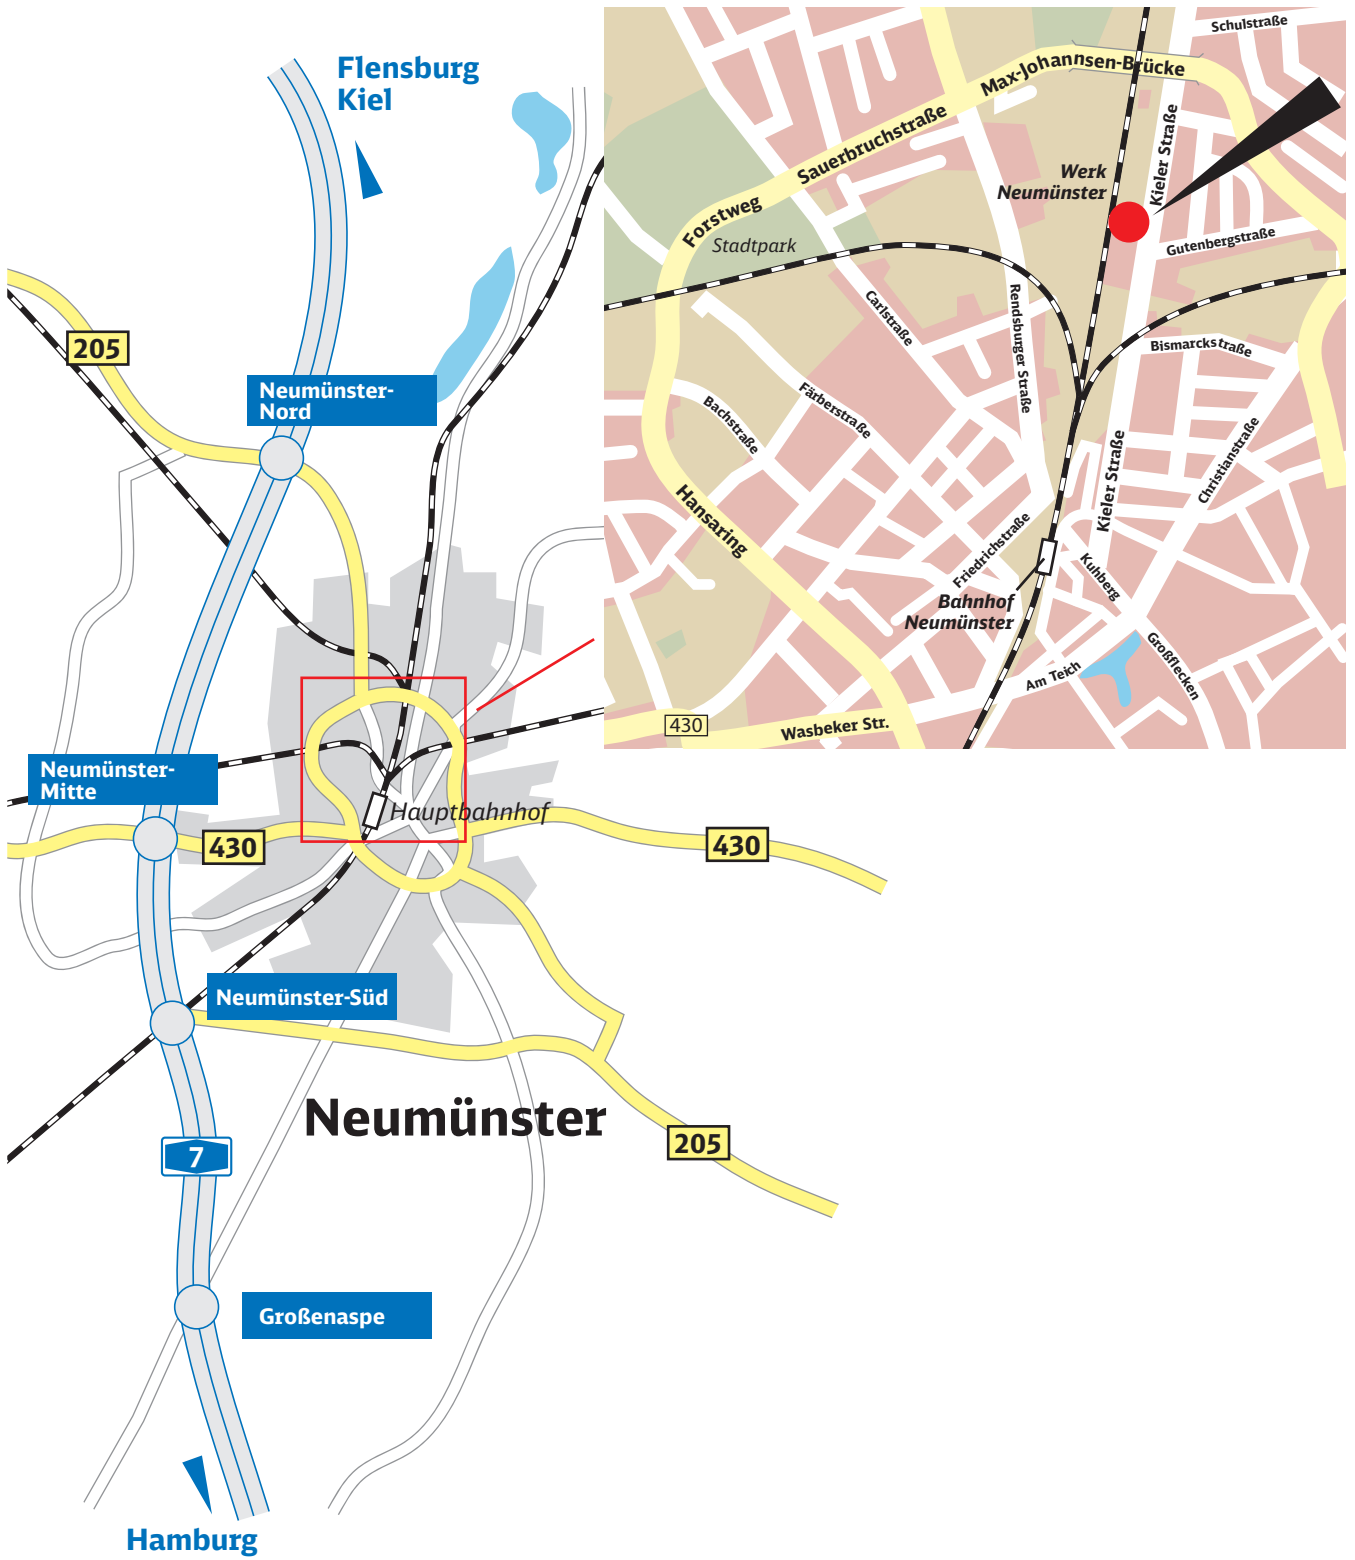 Flensburg
Kiel
205
Neumünster-
Nord
Neumünster-
Mitte
430
Hauptbahnhof
430
Neumünster-Süd
Neumünster
205
7
Großenaspe
Hamburg
Schulstraße
Max-Johannsen-Brücke
Sauerbruchstraße
Forstweg
Stadtpark
Werk
Neumünster
Kieler Straße
Gutenbergstraße
Carlstraße
Rendsburger Straße
Bismarckstraße
Bachstraße
Färberstraße
Christianstraße
Kieler Straße
Hansaring
Friedrichstraße
Kuhberg
Bahnhof
Neumünster
Großflecken
Am Teich
430
Wasbeker Str.